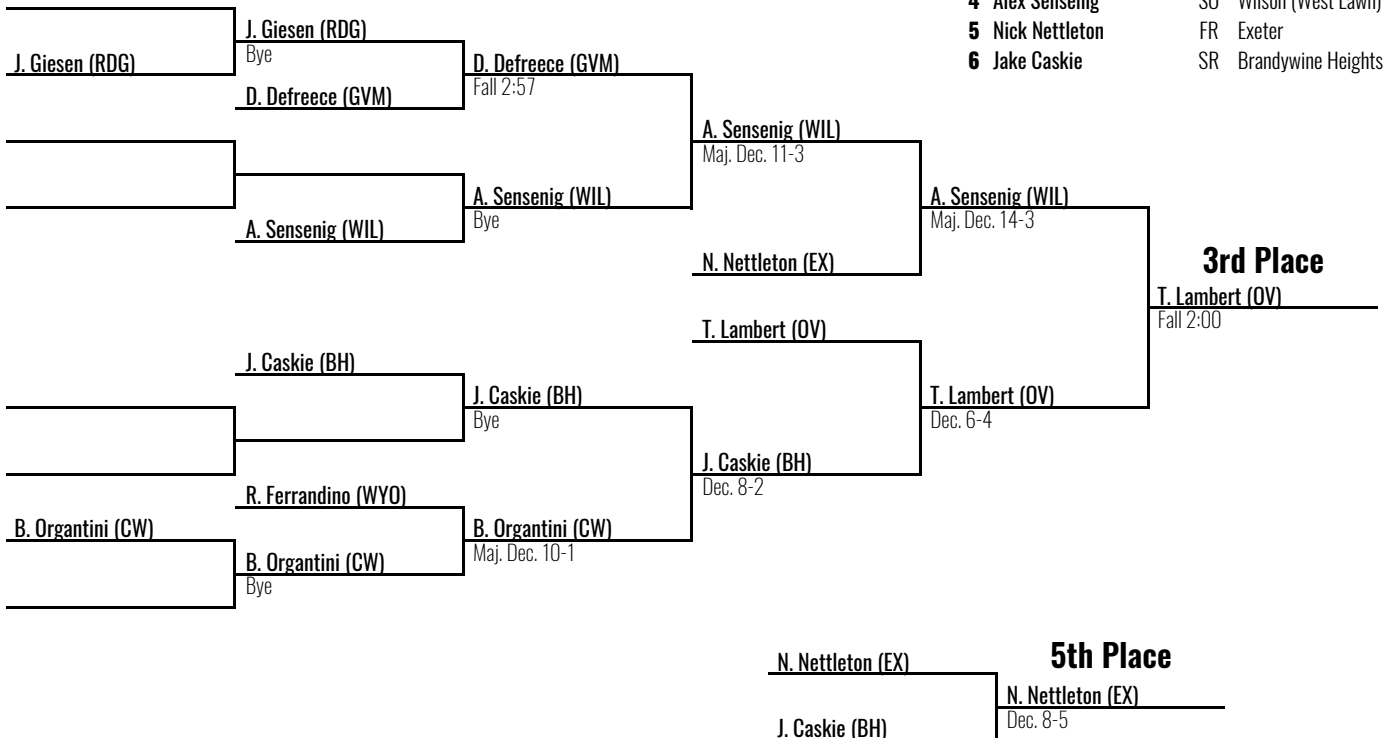 4 Alex Sensenig SO Wilson (West Lawn)
5 Nick Nettleton FR Exeter
6 Jake Caskie SR Brandywine Heights
J. Giesen (RDG)
J. Giesen (RDG)
Bye
D. Defreece (GVM)
D. Defreece (GVM)
Fall 2:57
A. Sensenig (WIL)
Maj. Dec. 11-3
A. Sensenig (WIL)
A. Sensenig (WIL)
Bye
A. Sensenig (WIL)
Maj. Dec. 14-3
N. Nettleton (EX)
3rd Place
T. Lambert (OV)
Fall 2:00
T. Lambert (OV)
J. Caskie (BH)
J. Caskie (BH)
Bye
T. Lambert (OV)
Dec. 6-4
J. Caskie (BH)
Dec. 8-2
R. Ferrandino (WYO)
B. Organtini (CW)
B. Organtini (CW)
Bye
B. Organtini (CW)
Maj. Dec. 10-1
5th Place
N. Nettleton (EX)
N. Nettleton (EX)
Dec. 8-5
J. Caskie (BH)